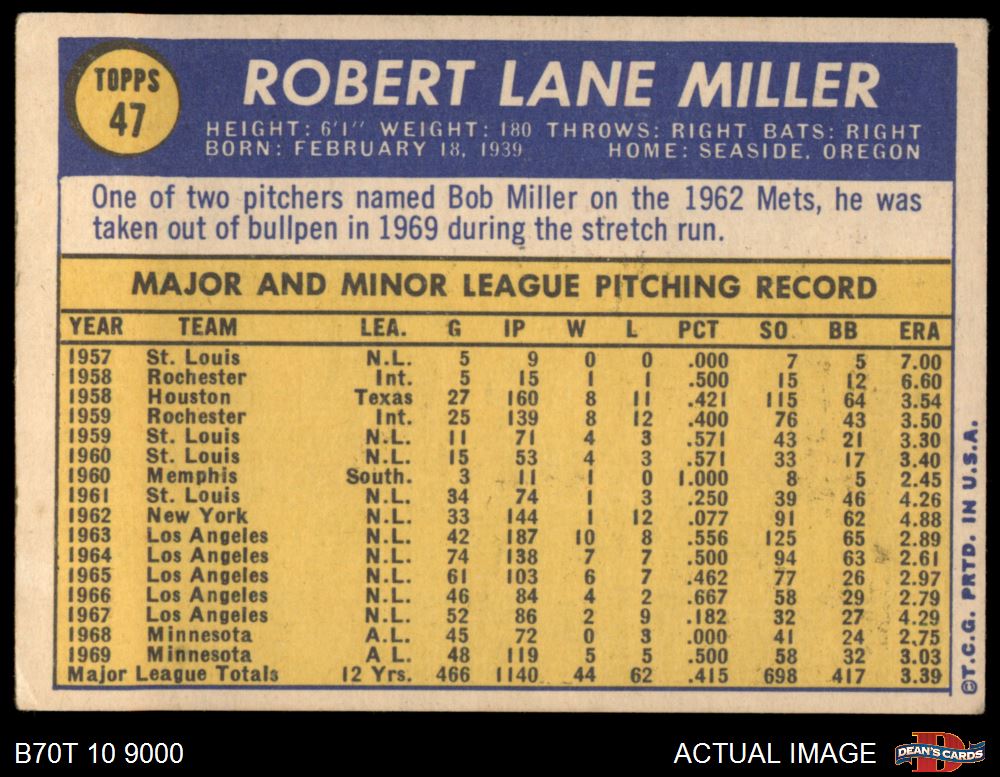 TOPPS
47
ROBERT LANE MILLER
HEIGHT: 6'1" WEIGHT: 180 THROWS: RIGHT BATS: RIGHT
BORN: FEBRUARY 18, 1939 HOME: SEASIDE, OREGON
One of two pitchers named Bob Miller on the 1962 Mets, he was
taken out of bullpen in 1969 during the stretch run.
MAJOR AND MINOR LEAGUE PITCHING RECORD
YEAR TEAM LEA. G IP W L PCT SO BB ERA
1957 St. Louis N.L. 5 9 0 0 .000 7 5 7.00
1958 Rochester Int. 5 15 1 1 .500 15 12 6.60
1958 Houston Texas 27 160 8 11 .421 115 64 3.54
1959 Rochester Int. 25 139 8 12 .400 76 43 3.50
1959 St. Louis N.L. 11 71 4 3 .571 43 21 3.30
1960 St. Louis N.L. 15 53 4 3 .571 33 17 3.40
1960 Memphis South. 3 11 1 0 1.000 8 5 2.45
1961 St. Louis N.L. 34 74 1 3 .250 39 46 4.26
1962 New York N.L. 33 144 1 12 .077 91 62 4.88
1963 Los Angeles N.L. 42 187 10 8 .556 125 65 2.89
1964 Los Angeles N.L. 74 138 7 7 .500 94 63 2.61
1965 Los Angeles N.L. 61 103 6 7 .462 77 26 2.97
1966 Los Angeles N.L. 46 84 4 2 .667 58 29 2.79
1967 Los Angeles N.L. 52 86 2 9 .182 32 27 4.29
1968 Minnesota A.L. 45 72 0 3 .000 41 24 2.75
1969 Minnesota A L. 48 119 5 5 .500 58 32 3.03
Major League Totals 12 Yrs. 466 1140 44 62 .415 698 417 3.39
©T.C.G. PRTD. IN U.S.A.
B70T 10 9000 ACTUAL IMAGE
DEAN'S CARDS